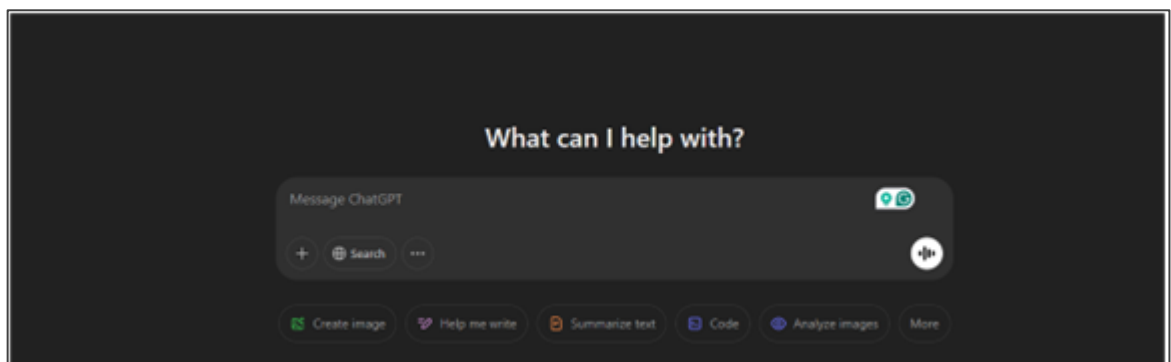 What can I help with?
Message ChatGPT
Search
Create image Help me write Summarize text Code Analyze images More